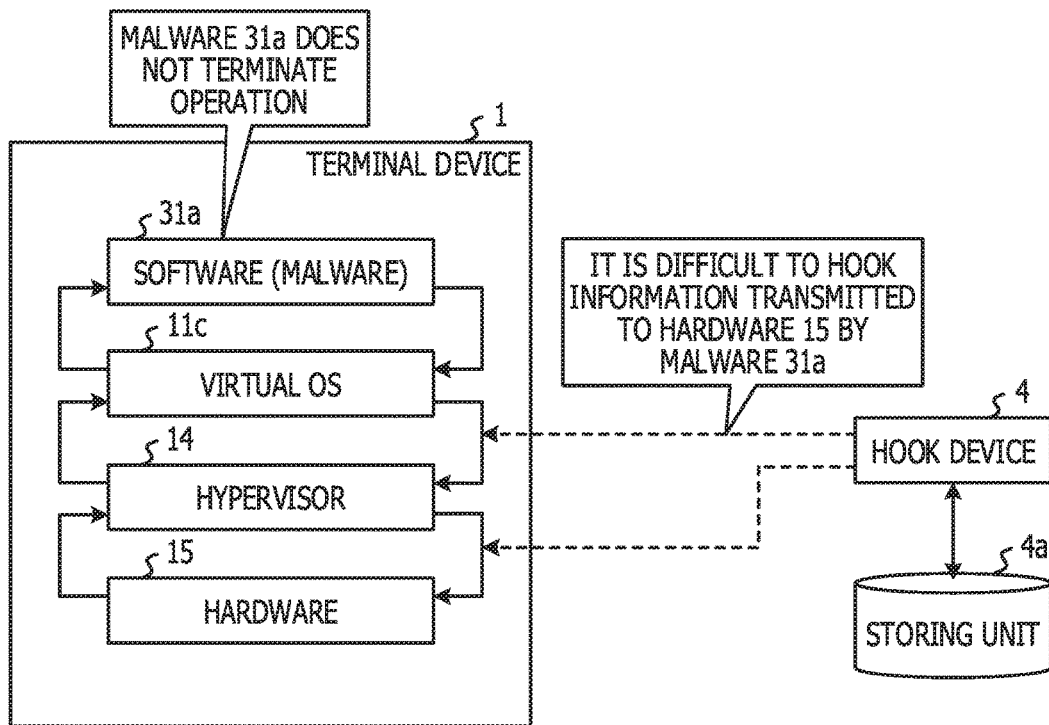 MALWARE 31a DOES
NOT TERMINATE
OPERATION
1
TERMINAL DEVICE
31a
SOFTWARE (MALWARE)
11c
VIRTUAL OS
14
HYPERVISOR
15
HARDWARE
IT IS DIFFICULT TO HOOK
INFORMATION TRANSMITTED
TO HARDWARE 15 BY
MALWARE 31a
4
HOOK DEVICE
4a
STORING UNIT